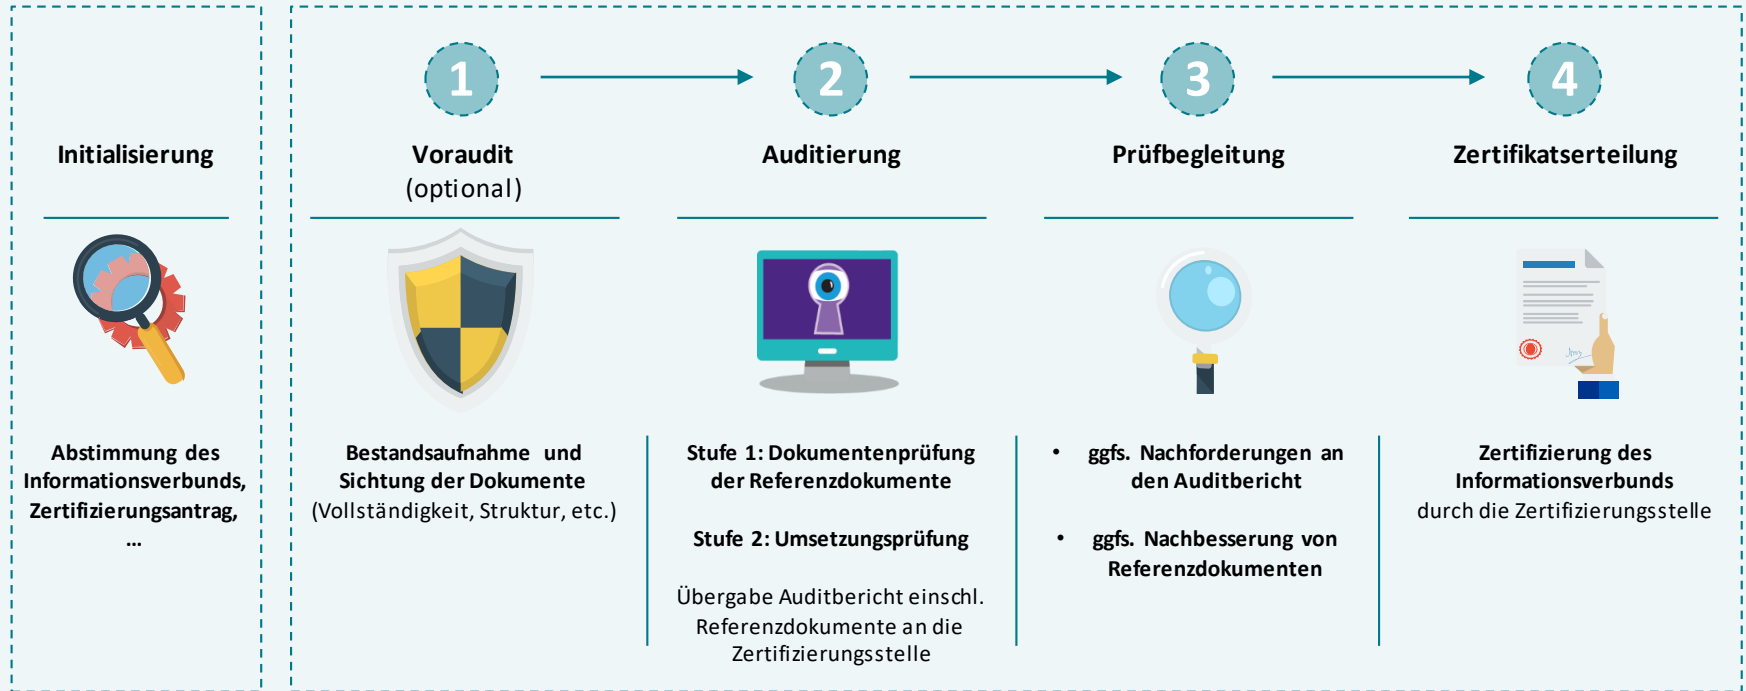 Initialisierung
Abstimmung des
Informationsverbunds,
Zertifizierungsantrag,
...
1
Voraudit
(optional)
Bestandsaufnahme und
Sichtung der Dokumente
(Vollständigkeit, Struktur, etc.)
2
Auditierung
Stufe 1: Dokumentenprüfung
der Referenzdokumente
Stufe 2: Umsetzungsprüfung
Übergabe Auditbericht einschl.
Referenzdokumente an die
Zertifizierungsstelle
3
Prüfbegleitung
• ggfs. Nachforderungen an
den Auditbericht
• ggfs. Nachbesserung von
Referenzdokumenten
4
Zertifikatserteilung
Zertifizierung des
Informationsverbunds
durch die Zertifizierungsstelle